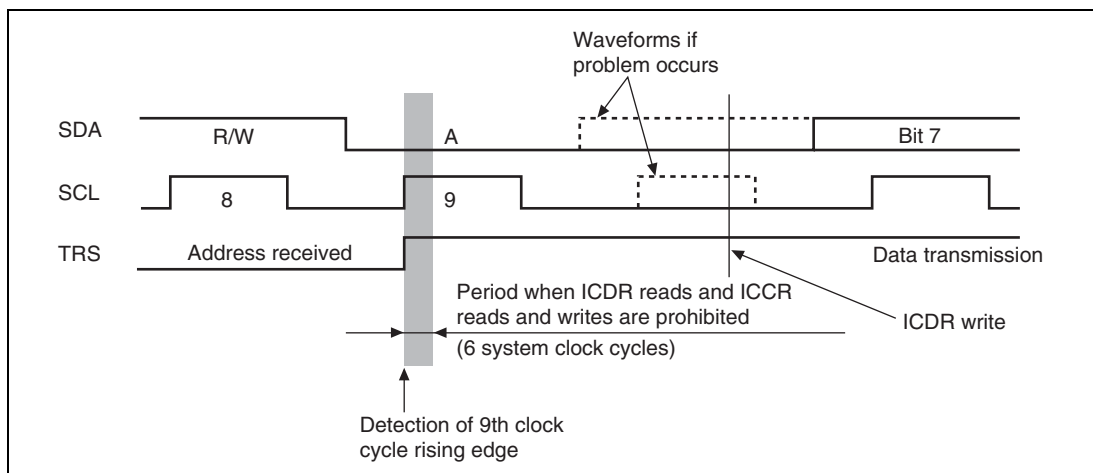 Waveforms if
problem occurs
SDA
R/W
A
Bit 7
SCL
8
9
TRS
Address received
Data transmission
Period when ICDR reads and ICCR
reads and writes are prohibited
(6 system clock cycles)
ICDR write
Detection of 9th clock
cycle rising edge